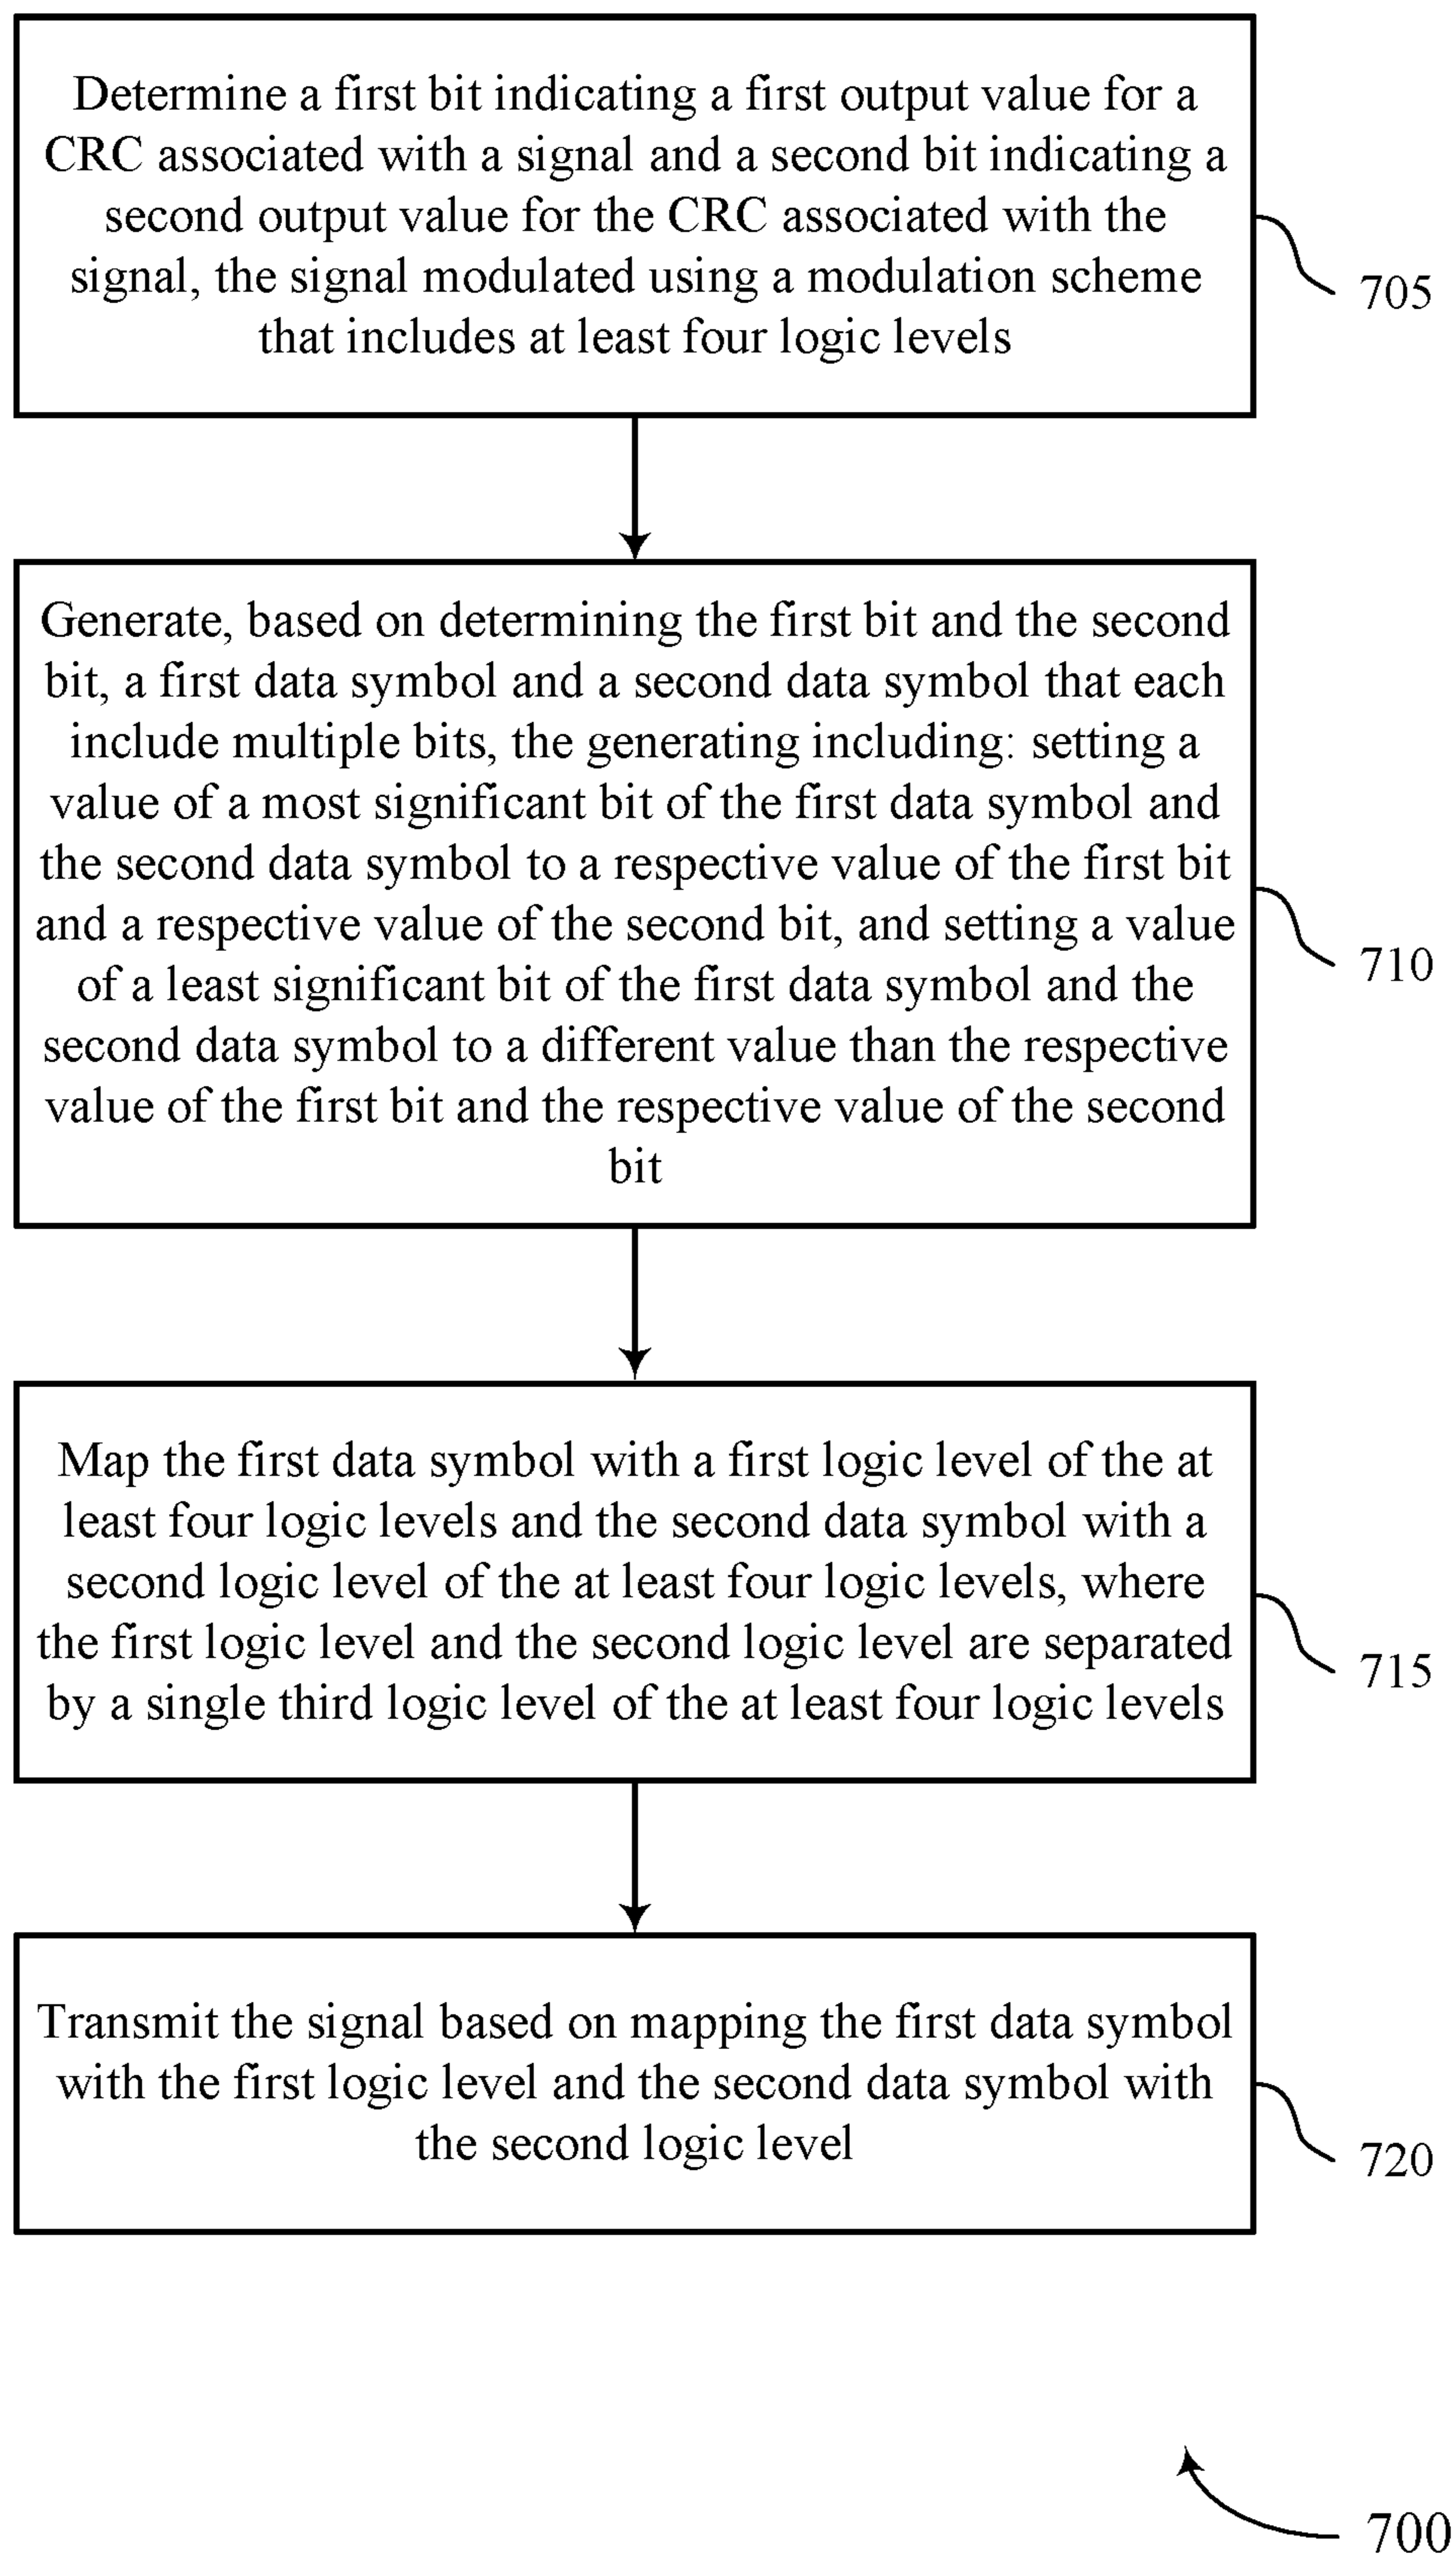 Determine a first bit indicating a first output value for a
CRC associated with a signal and a second bit indicating a
second output value for the CRC associated with the
signal, the signal modulated using a modulation scheme
that includes at least four logic levels
705
Generate, based on determining the first bit and the second
bit, a first data symbol and a second data symbol that each
include multiple bits, the generating including: setting a
value of a most significant bit of the first data symbol and
the second data symbol to a respective value of the first bit
and a respective value of the second bit, and setting a value
of a least significant bit of the first data symbol and the
second data symbol to a different value than the respective
value of the first bit and the respective value of the second
bit
710
Map the first data symbol with a first logic level of the at
least four logic levels and the second data symbol with a
second logic level of the at least four logic levels, where
the first logic level and the second logic level are separated
by a single third logic level of the at least four logic levels
715
Transmit the signal based on mapping the first data symbol
with the first logic level and the second data symbol with
the second logic level
720
700